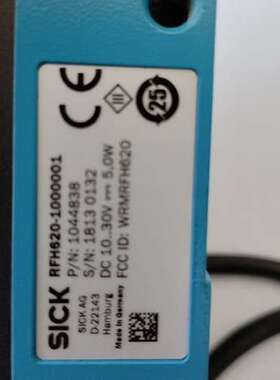 RFH620-1000001
P/N: 1044838
S/N: 1813 0132
DC 10...30V ⎓ 5,0W
FCC ID: WRMRFH620
SICK
SICK AG
D-22143
Hamburg
Made in Germany
CE
III
25